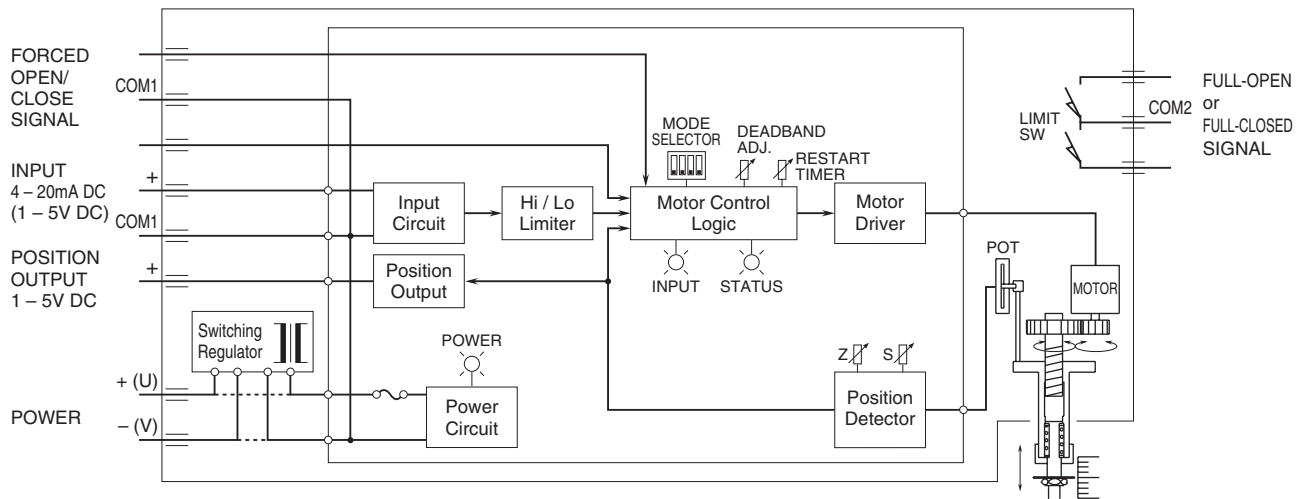 FORCED
OPEN/
CLOSE
SIGNAL
COM1
INPUT
4 – 20mA DC
(1 – 5V DC)
+
COM1
POSITION
OUTPUT
1 – 5V DC
+
Switching
Regulator
+ (U)
POWER
– (V)
Input
Circuit
Hi / Lo
Limiter
Position
Output
POWER
Power
Circuit
MODE
SELECTOR
DEADBAND
ADJ.
RESTART
TIMER
Motor Control
Logic
INPUT
STATUS
Motor
Driver
Z
S
Position
Detector
POT
MOTOR
LIMIT
SW
COM2
FULL-OPEN
or
FULL-CLOSED
SIGNAL